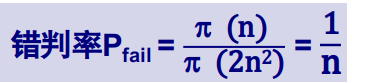 错判率P_fail = π (n) / π (2n²) = 1/n